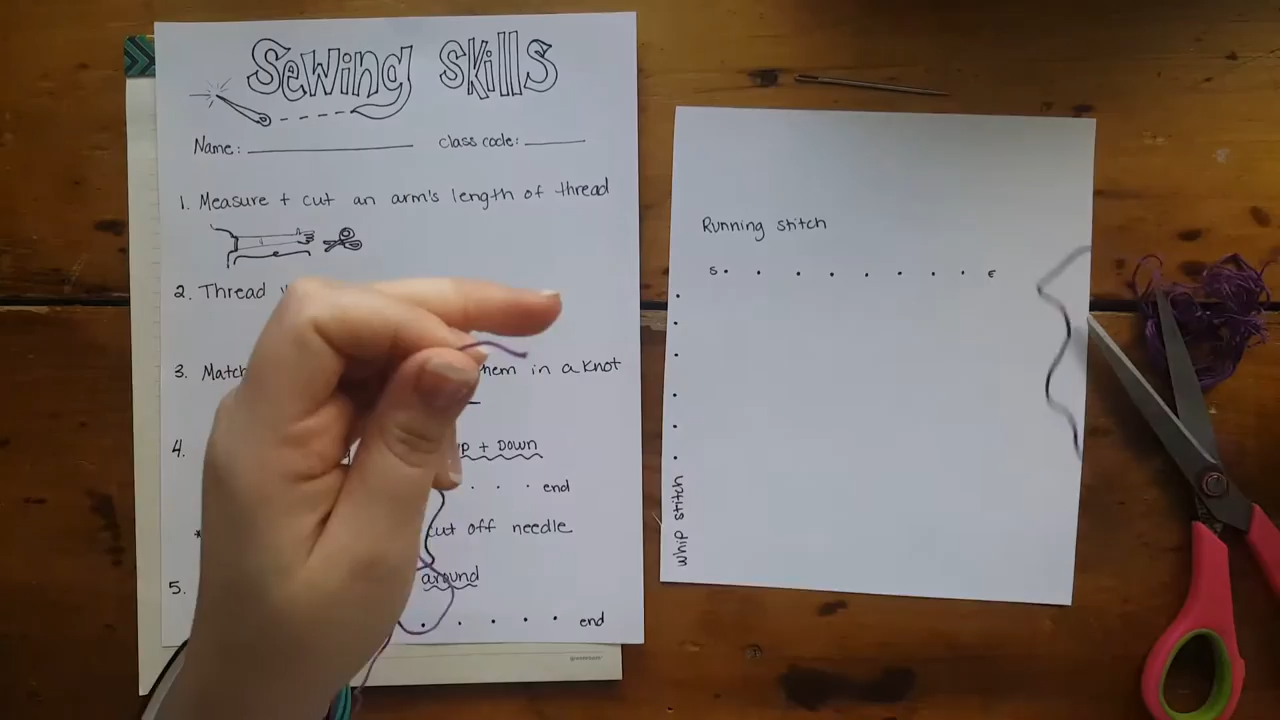 Sewing Skills
Name: class code:
1. Measure + cut an arm's length of thread
2. Thread
3. Match hem in a knot
4. p + Down
end
* cut off needle
5. around
end
Running stitch
S E
whip stitch